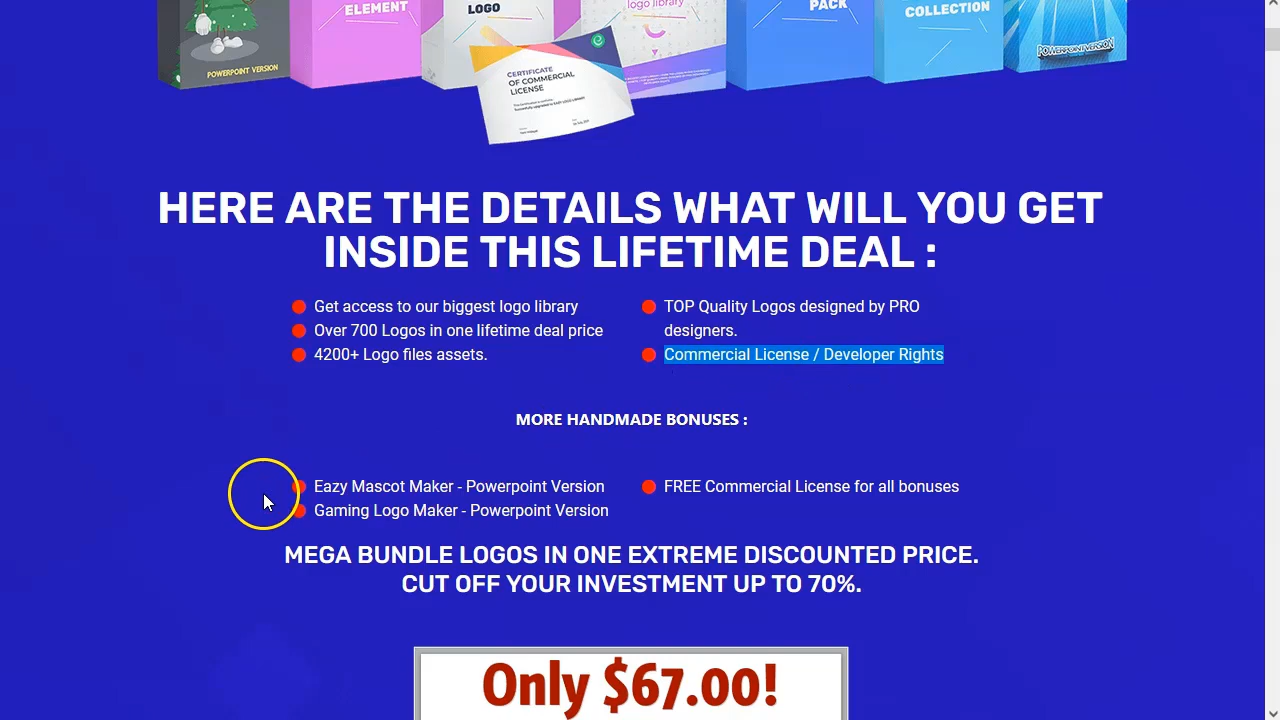 ELEMENT
LOGO
logo library
PACK
COLLECTION
POWERPOINT VERSION
POWERPOINT VERSION
CERTIFICATE
OF COMMERCIAL
LICENSE
HERE ARE THE DETAILS WHAT WILL YOU GET
INSIDE THIS LIFETIME DEAL :
Get access to our biggest logo library
Over 700 Logos in one lifetime deal price
4200+ Logo files assets.
TOP Quality Logos designed by PRO
designers.
Commercial License / Developer Rights
MORE HANDMADE BONUSES :
Eazy Mascot Maker - Powerpoint Version
Gaming Logo Maker - Powerpoint Version
FREE Commercial License for all bonuses
MEGA BUNDLE LOGOS IN ONE EXTREME DISCOUNTED PRICE.
CUT OFF YOUR INVESTMENT UP TO 70%.
Only $67.00!